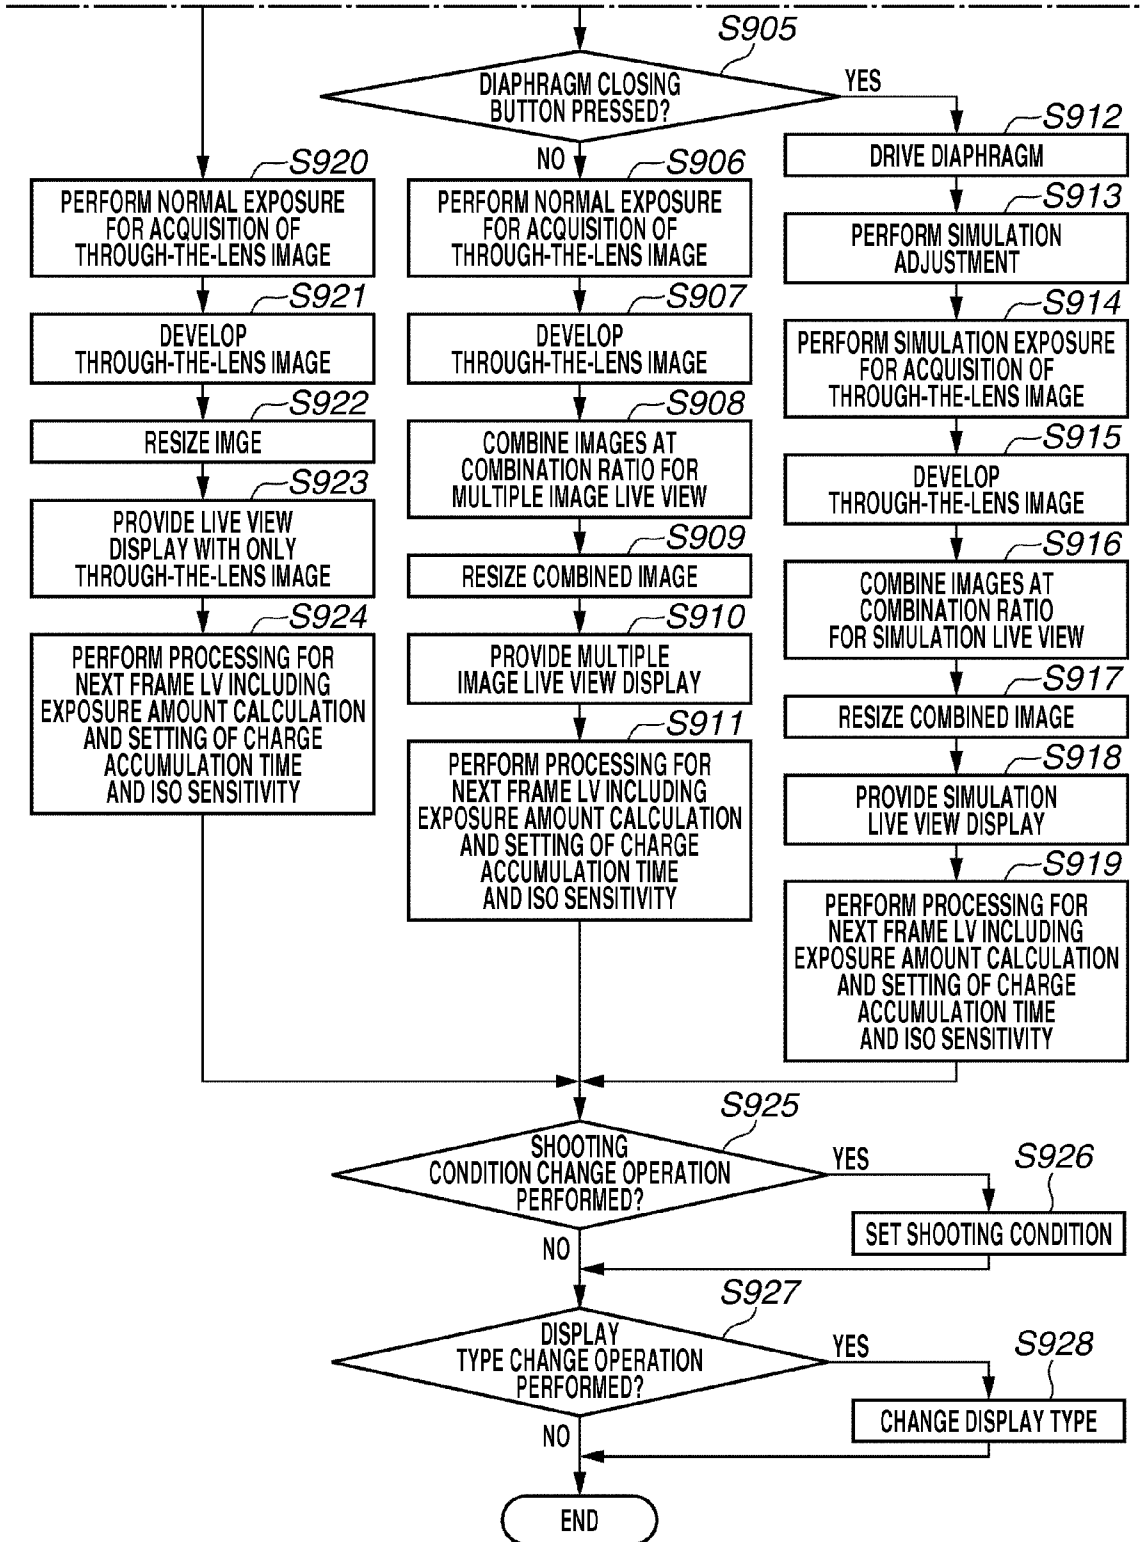 S905
DIAPHRAGM CLOSING
BUTTON PRESSED?
YES
NO
S920
PERFORM NORMAL EXPOSURE
FOR ACQUISITION OF
THROUGH-THE-LENS IMAGE
S921
DEVELOP
THROUGH-THE-LENS IMAGE
S922
RESIZE IMGE
S923
PROVIDE LIVE VIEW
DISPLAY WITH ONLY
THROUGH-THE-LENS IMAGE
S924
PERFORM PROCESSING FOR
NEXT FRAME LV INCLUDING
EXPOSURE AMOUNT CALCULATION
AND SETTING OF CHARGE
ACCUMULATION TIME
AND ISO SENSITIVITY
S906
PERFORM NORMAL EXPOSURE
FOR ACQUISITION OF
THROUGH-THE-LENS IMAGE
S907
DEVELOP
THROUGH-THE-LENS IMAGE
S908
COMBINE IMAGES AT
COMBINATION RATIO FOR
MULTIPLE IMAGE LIVE VIEW
S909
RESIZE COMBINED IMAGE
S910
PROVIDE MULTIPLE
IMAGE LIVE VIEW DISPLAY
S911
PERFORM PROCESSING FOR
NEXT FRAME LV INCLUDING
EXPOSURE AMOUNT CALCULATION
AND SETTING OF CHARGE
ACCUMULATION TIME
AND ISO SENSITIVITY
S912
DRIVE DIAPHRAGM
S913
PERFORM SIMULATION
ADJUSTMENT
S914
PERFORM SIMULATION EXPOSURE
FOR ACQUISITION OF
THROUGH-THE-LENS IMAGE
S915
DEVELOP
THROUGH-THE-LENS IMAGE
S916
COMBINE IMAGES AT
COMBINATION RATIO
FOR SIMULATION LIVE VIEW
S917
RESIZE COMBINED IMAGE
S918
PROVIDE SIMULATION
LIVE VIEW DISPLAY
S919
PERFORM PROCESSING FOR
NEXT FRAME LV INCLUDING
EXPOSURE AMOUNT CALCULATION
AND SETTING OF CHARGE
ACCUMULATION TIME
AND ISO SENSITIVITY
S925
SHOOTING
CONDITION CHANGE OPERATION
PERFORMED?
YES
S926
SET SHOOTING CONDITION
NO
S927
DISPLAY
TYPE CHANGE OPERATION
PERFORMED?
YES
S928
CHANGE DISPLAY TYPE
NO
END